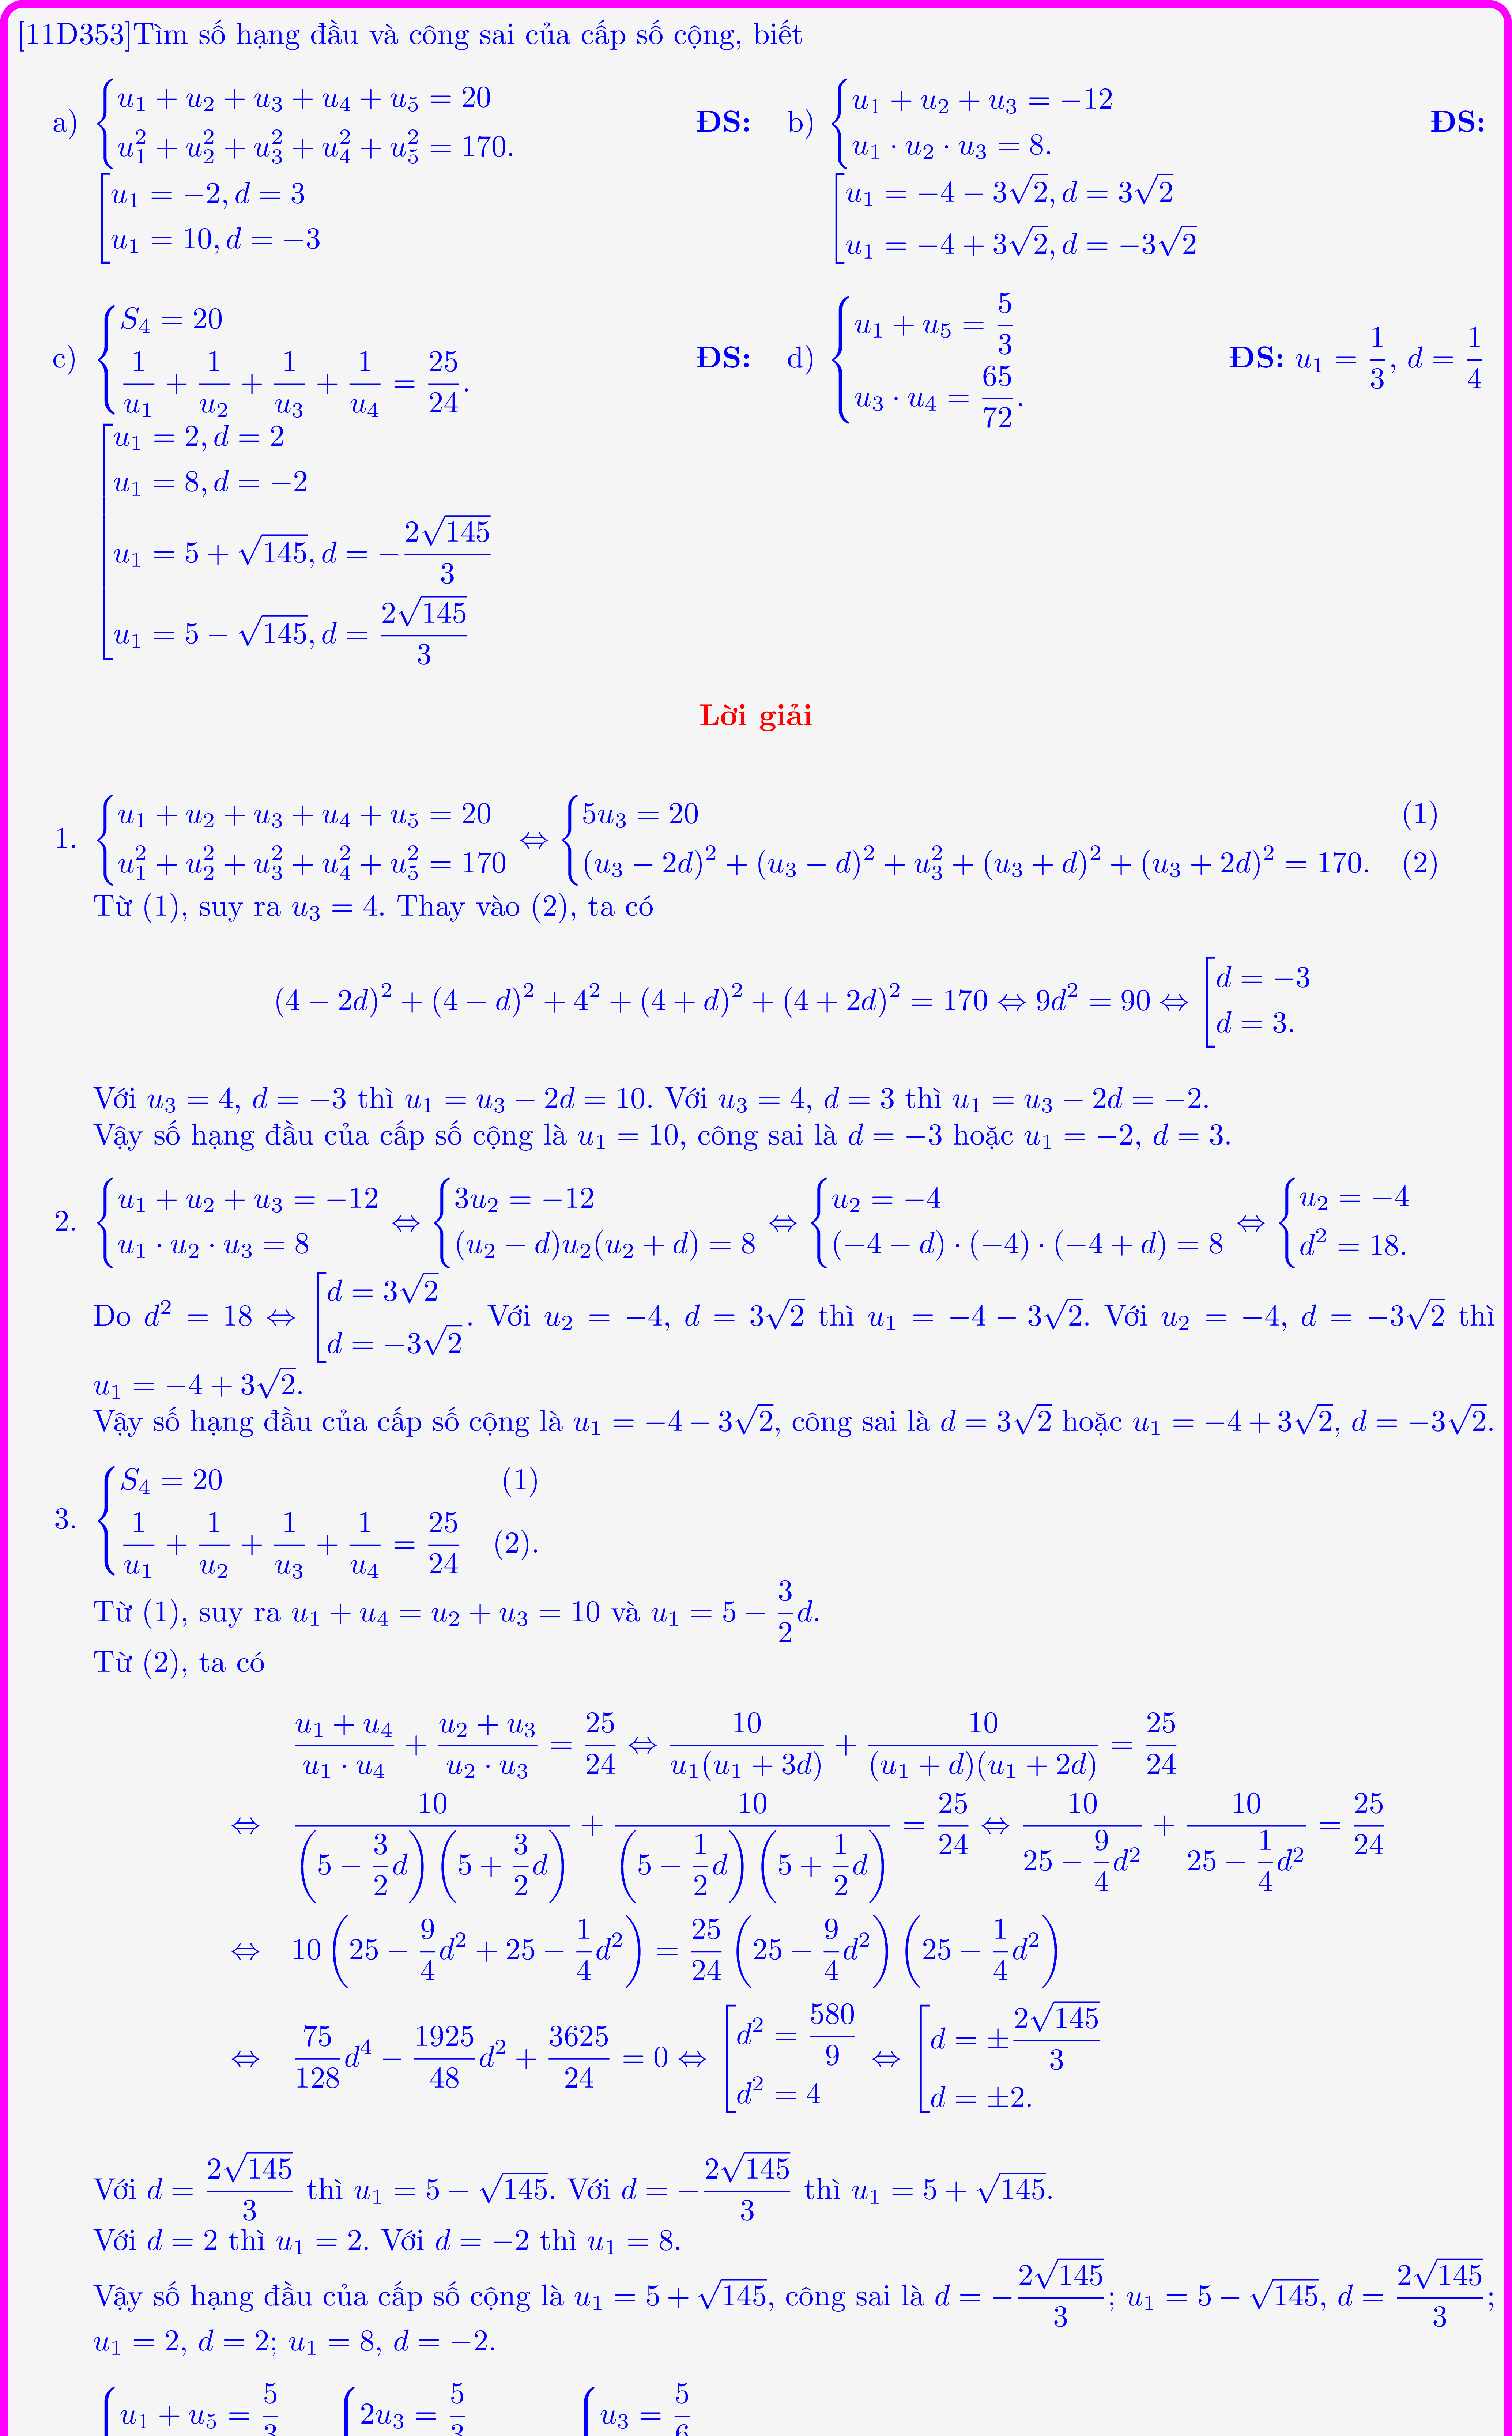 [11D353]Tìm số hạng đầu và công sai của cấp số cộng, biết
a) $\begin{cases} u_1 + u_2 + u_3 + u_4 + u_5 = 20 \\ u_1^2 + u_2^2 + u_3^2 + u_4^2 + u_5^2 = 170. \end{cases}$ ĐS: $\left[\begin{array}{l} u_1 = -2, d = 3 \\ u_1 = 10, d = -3 \end{array}\right.$
b) $\begin{cases} u_1 + u_2 + u_3 = -12 \\ u_1 \cdot u_2 \cdot u_3 = 8. \end{cases}$ ĐS: $\left[\begin{array}{l} u_1 = -4 - 3\sqrt{2}, d = 3\sqrt{2} \\ u_1 = -4 + 3\sqrt{2}, d = -3\sqrt{2} \end{array}\right.$
c) $\begin{cases} S_4 = 20 \\ \frac{1}{u_1} + \frac{1}{u_2} + \frac{1}{u_3} + \frac{1}{u_4} = \frac{25}{24}. \end{cases}$ ĐS: $\left[\begin{array}{l} u_1 = 2, d = 2 \\ u_1 = 8, d = -2 \\ u_1 = 5 + \sqrt{145}, d = -\frac{2\sqrt{145}}{3} \\ u_1 = 5 - \sqrt{145}, d = \frac{2\sqrt{145}}{3} \end{array}\right.$
d) $\begin{cases} u_1 + u_5 = \frac{5}{3} \\ u_3 \cdot u_4 = \frac{65}{72}. \end{cases}$ ĐS: $u_1 = \frac{1}{3}$, $d = \frac{1}{4}$
Lời giải
1. $\begin{cases} u_1 + u_2 + u_3 + u_4 + u_5 = 20 \\ u_1^2 + u_2^2 + u_3^2 + u_4^2 + u_5^2 = 170 \end{cases} \Leftrightarrow \begin{cases} 5u_3 = 20 & (1) \\ (u_3 - 2d)^2 + (u_3 - d)^2 + u_3^2 + (u_3 + d)^2 + (u_3 + 2d)^2 = 170. & (2) \end{cases}$
Từ (1), suy ra $u_3 = 4$. Thay vào (2), ta có
$(4 - 2d)^2 + (4 - d)^2 + 4^2 + (4 + d)^2 + (4 + 2d)^2 = 170 \Leftrightarrow 9d^2 = 90 \Leftrightarrow \left[\begin{array}{l} d = -3 \\ d = 3. \end{array}\right.$
Với $u_3 = 4$, $d = -3$ thì $u_1 = u_3 - 2d = 10$. Với $u_3 = 4$, $d = 3$ thì $u_1 = u_3 - 2d = -2$.
Vậy số hạng đầu của cấp số cộng là $u_1 = 10$, công sai là $d = -3$ hoặc $u_1 = -2$, $d = 3$.
2. $\begin{cases} u_1 + u_2 + u_3 = -12 \\ u_1 \cdot u_2 \cdot u_3 = 8 \end{cases} \Leftrightarrow \begin{cases} 3u_2 = -12 \\ (u_2 - d)u_2(u_2 + d) = 8 \end{cases} \Leftrightarrow \begin{cases} u_2 = -4 \\ (-4 - d) \cdot (-4) \cdot (-4 + d) = 8 \end{cases} \Leftrightarrow \begin{cases} u_2 = -4 \\ d^2 = 18. \end{cases}$
Do $d^2 = 18 \Leftrightarrow \left[\begin{array}{l} d = 3\sqrt{2} \\ d = -3\sqrt{2} \end{array}\right.$. Với $u_2 = -4$, $d = 3\sqrt{2}$ thì $u_1 = -4 - 3\sqrt{2}$. Với $u_2 = -4$, $d = -3\sqrt{2}$ thì
$u_1 = -4 + 3\sqrt{2}$.
Vậy số hạng đầu của cấp số cộng là $u_1 = -4 - 3\sqrt{2}$, công sai là $d = 3\sqrt{2}$ hoặc $u_1 = -4 + 3\sqrt{2}$, $d = -3\sqrt{2}$.
3. $\begin{cases} S_4 = 20 & (1) \\ \frac{1}{u_1} + \frac{1}{u_2} + \frac{1}{u_3} + \frac{1}{u_4} = \frac{25}{24} & (2). \end{cases}$
Từ (1), suy ra $u_1 + u_4 = u_2 + u_3 = 10$ và $u_1 = 5 - \frac{3}{2}d$.
Từ (2), ta có
$\frac{u_1 + u_4}{u_1 \cdot u_4} + \frac{u_2 + u_3}{u_2 \cdot u_3} = \frac{25}{24} \Leftrightarrow \frac{10}{u_1(u_1 + 3d)} + \frac{10}{(u_1 + d)(u_1 + 2d)} = \frac{25}{24}$
$\Leftrightarrow \frac{10}{\left(5 - \frac{3}{2}d\right)\left(5 + \frac{3}{2}d\right)} + \frac{10}{\left(5 - \frac{1}{2}d\right)\left(5 + \frac{1}{2}d\right)} = \frac{25}{24} \Leftrightarrow \frac{10}{25 - \frac{9}{4}d^2} + \frac{10}{25 - \frac{1}{4}d^2} = \frac{25}{24}$
$\Leftrightarrow 10\left(25 - \frac{9}{4}d^2 + 25 - \frac{1}{4}d^2\right) = \frac{25}{24}\left(25 - \frac{9}{4}d^2\right)\left(25 - \frac{1}{4}d^2\right)$
$\Leftrightarrow \frac{75}{128}d^4 - \frac{1925}{48}d^2 + \frac{3625}{24} = 0 \Leftrightarrow \left[\begin{array}{l} d^2 = \frac{580}{9} \\ d^2 = 4 \end{array}\right. \Leftrightarrow \left[\begin{array}{l} d = \pm\frac{2\sqrt{145}}{3} \\ d = \pm 2. \end{array}\right.$
Với $d = \frac{2\sqrt{145}}{3}$ thì $u_1 = 5 - \sqrt{145}$. Với $d = -\frac{2\sqrt{145}}{3}$ thì $u_1 = 5 + \sqrt{145}$.
Với $d = 2$ thì $u_1 = 2$. Với $d = -2$ thì $u_1 = 8$.
Vậy số hạng đầu của cấp số cộng là $u_1 = 5 + \sqrt{145}$, công sai là $d = -\frac{2\sqrt{145}}{3}$; $u_1 = 5 - \sqrt{145}$, $d = \frac{2\sqrt{145}}{3}$;
$u_1 = 2$, $d = 2$; $u_1 = 8$, $d = -2$.
$u_1 + u_5 = \frac{5}{3}$ $2u_3 = \frac{5}{3}$ $u_3 = \frac{5}{6}$